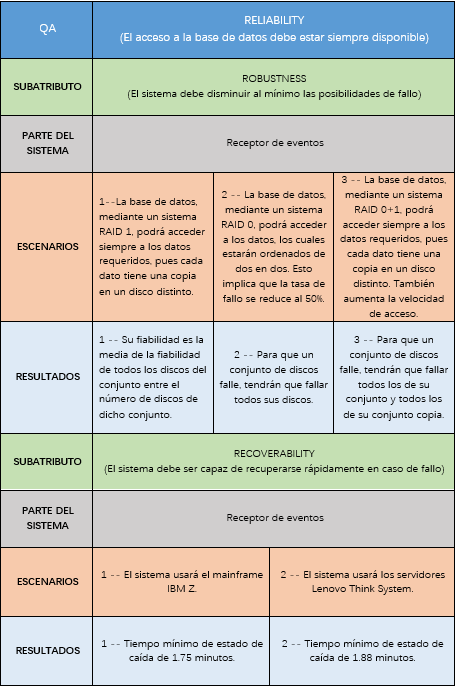 QA
RELIABILITY
(El acceso a la base de datos debe estar siempre disponible)
SUBATRIBUTO
ROBUSTNESS
(El sistema debe disminuir al mínimo las posibilidades de fallo)
PARTE DEL
SISTEMA
Receptor de eventos
ESCENARIOS
1--La base de datos,
mediante un sistema
RAID 1, podrá acceder
siempre a los datos
requeridos, pues cada
dato tiene una copia
en un disco distinto.
2 -- La base de datos,
mediante un sistema
RAID 0, podrá acceder
a los datos, los cuales
estarán ordenados de
dos en dos. Esto
implica que la tasa de
fallo se reduce al 50%.
3 -- La base de datos,
mediante un sistema
RAID 0+1, podrá
acceder siempre a los
datos requeridos, pues
cada dato tiene una
copia en un disco
distinto. También
aumenta la velocidad
de acceso.
RESULTADOS
1 -- Su fiabilidad es la
media de la fiabilidad
de todos los discos del
conjunto entre el
número de discos de
dicho conjunto.
2 -- Para que un
conjunto de discos
falle, tendrán que fallar
todos sus discos.
3 -- Para que un
conjunto de discos
falle, tendrán que fallar
todos los de su
conjunto y todos los
de su conjunto copia.
SUBATRIBUTO
RECOVERABILITY
(El sistema debe ser capaz de recuperarse rápidamente en caso de fallo)
PARTE DEL
SISTEMA
Receptor de eventos
ESCENARIOS
1 -- El sistema usará el mainframe
IBM Z.
2 -- El sistema usará los servidores
Lenovo Think System.
RESULTADOS
1 -- Tiempo mínimo de estado de
caída de 1.75 minutos.
2 -- Tiempo mínimo de estado de
caída de 1.88 minutos.